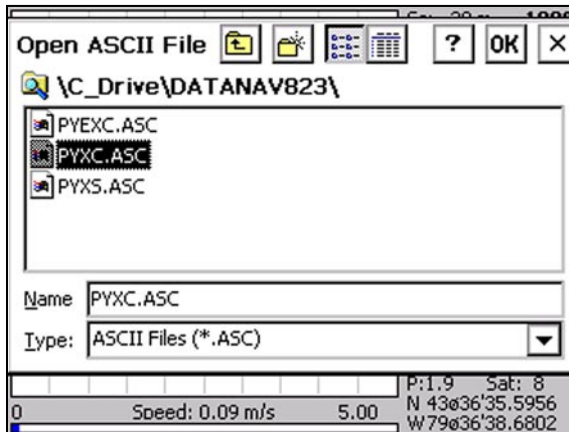 Open ASCII File ? OK ×
\C_Drive\DATANAV823\
PYEXC.ASC
PYXC.ASC
PYXS.ASC
Name PYXC.ASC
Type: ASCII Files (*.ASC)
P:1.9 Sat: 8
0 Speed: 0.09 m/s 5.00 N 43ø36'35.5956
W79ø36'38.6802